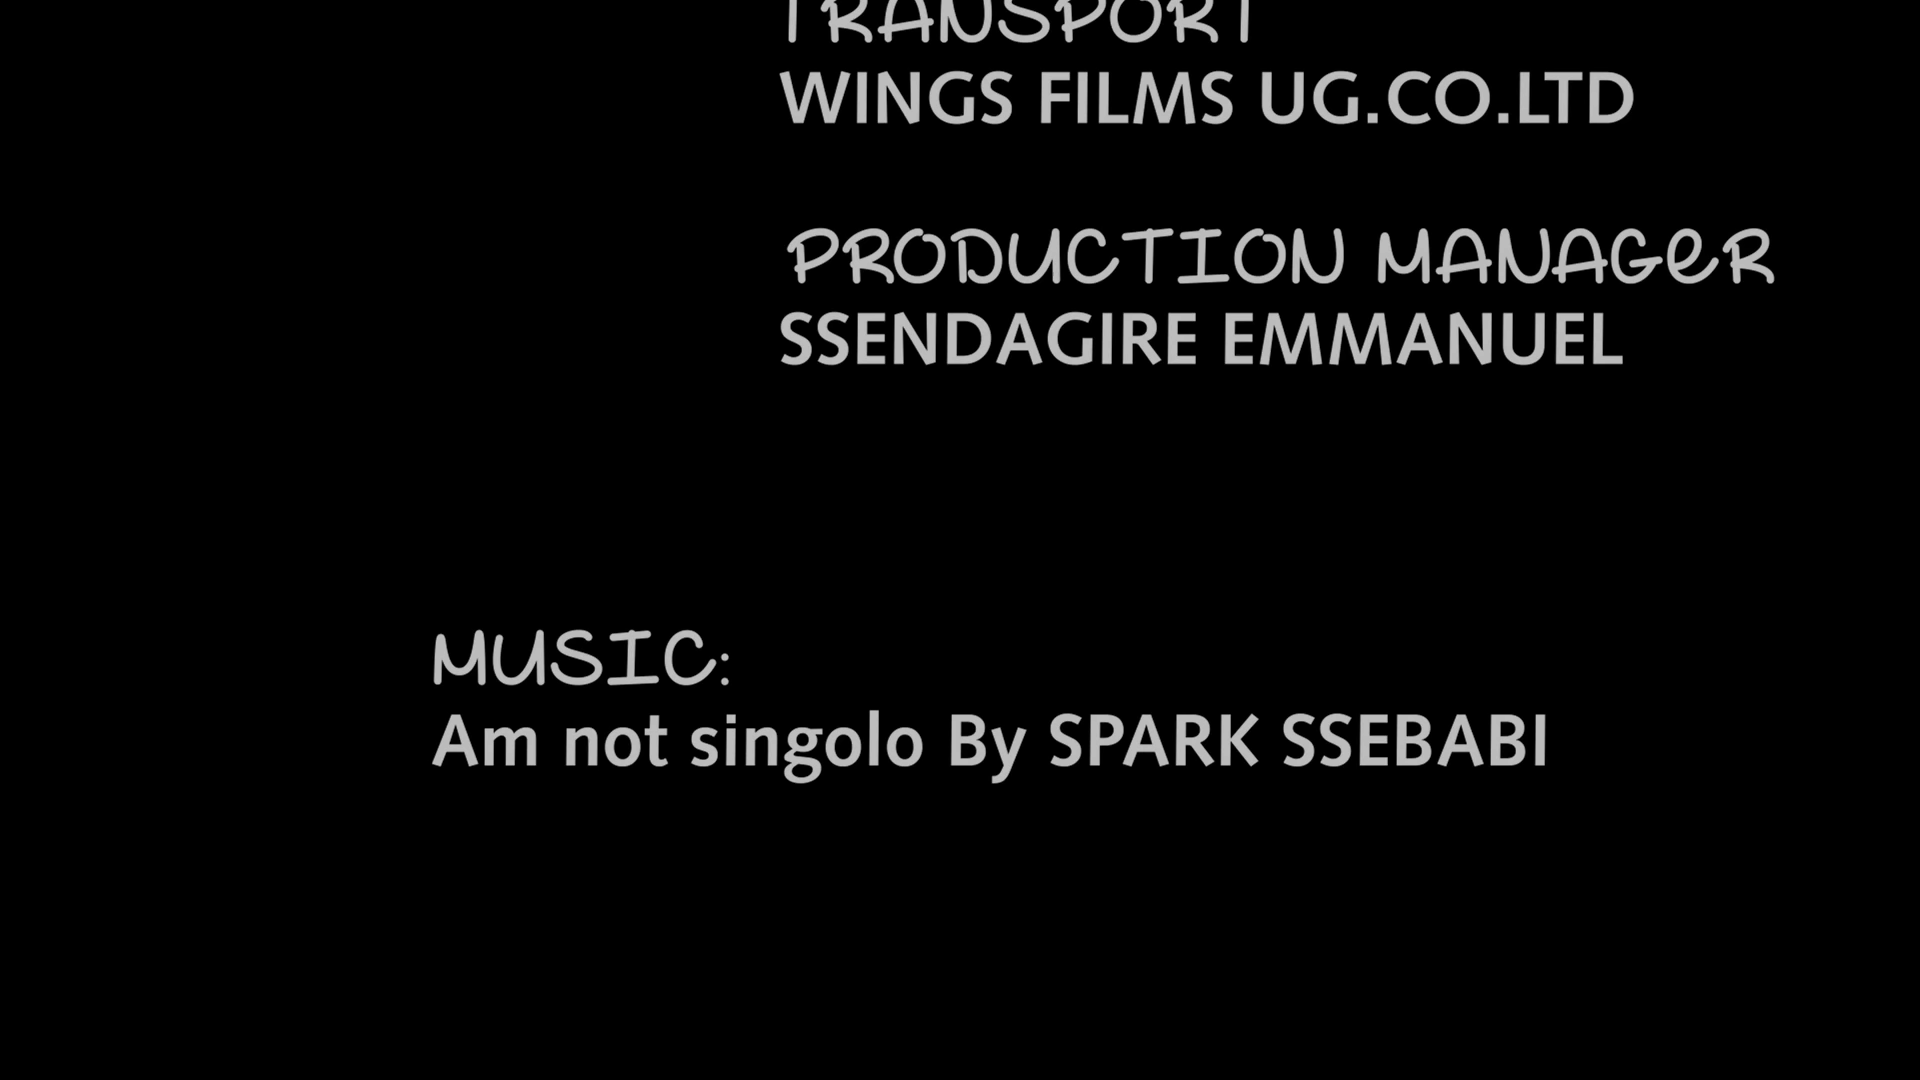 TRANSPORT
WINGS FILMS UG.CO.LTD
PRODUCTION MANAGER
SSENDAGIRE EMMANUEL
MUSIC:
Am not singolo By SPARK SSEBABI